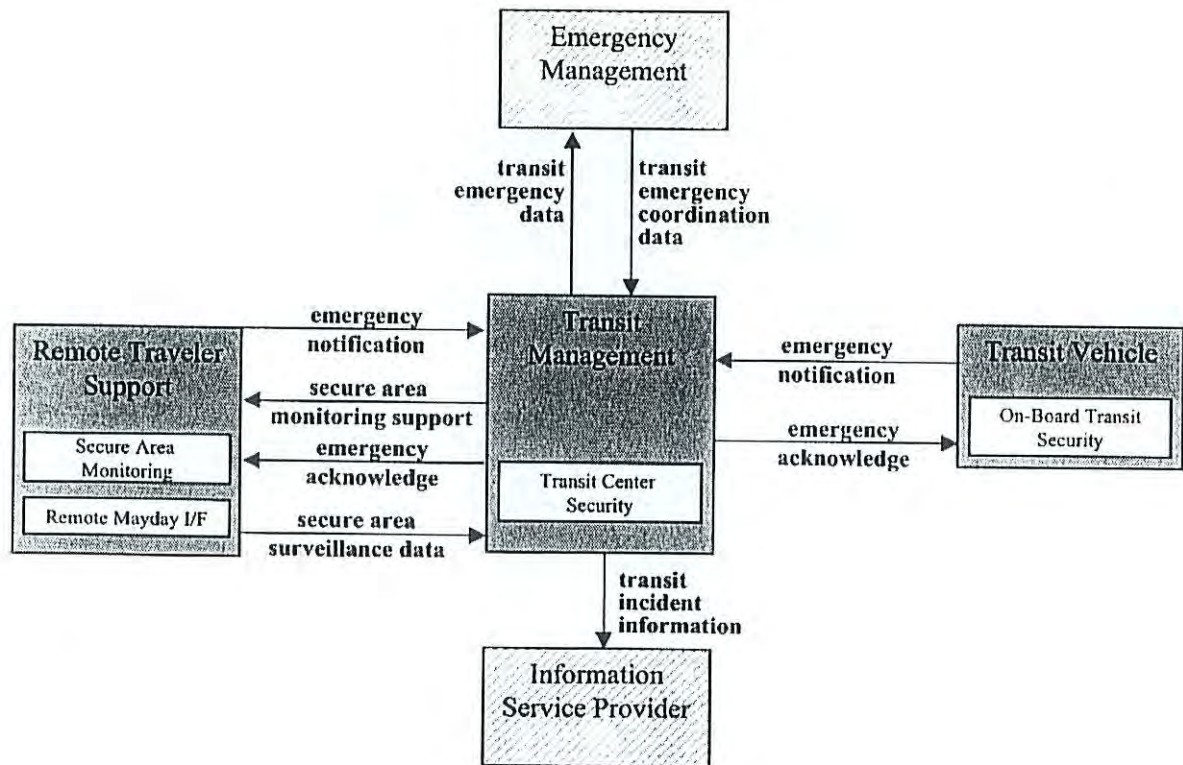 Emergency
Management
transit
emergency
data
transit
emergency
coordination
data
Remote Traveler
Support
Secure Area
Monitoring
Remote Mayday I/F
emergency
notification
secure area
monitoring support
emergency
acknowledge
secure area
surveillance data
Transit
Management
Transit Center
Security
emergency
notification
emergency
acknowledge
Transit Vehicle
On-Board Transit
Security
transit
incident
information
Information
Service Provider